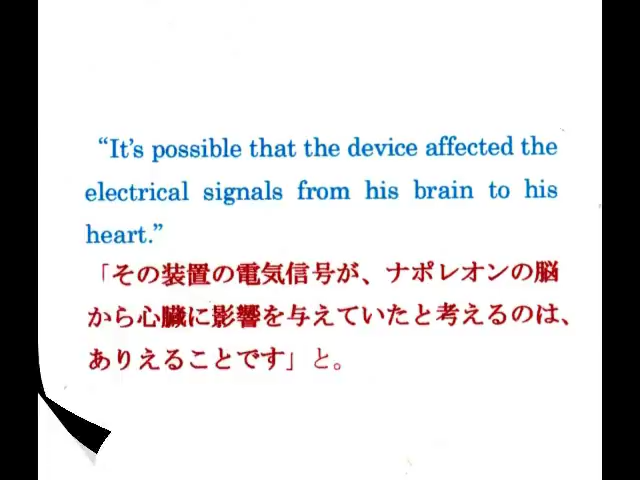 “It’s possible that the device affected the
electrical signals from his brain to his
heart.”
「その装置の電気信号が、ナポレオンの脳
から心臓に影響を与えていたと考えるのは、
ありえることです」と。